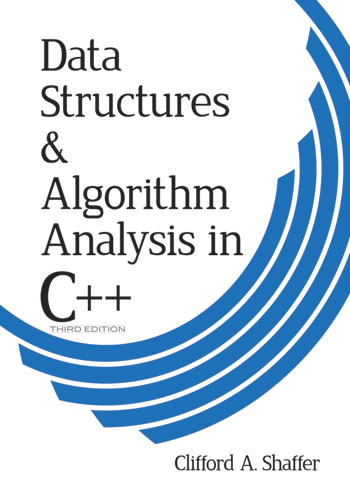 Data
Structures
&
Algorithm
Analysis in
C++
THIRD EDITION
Clifford A. Shaffer